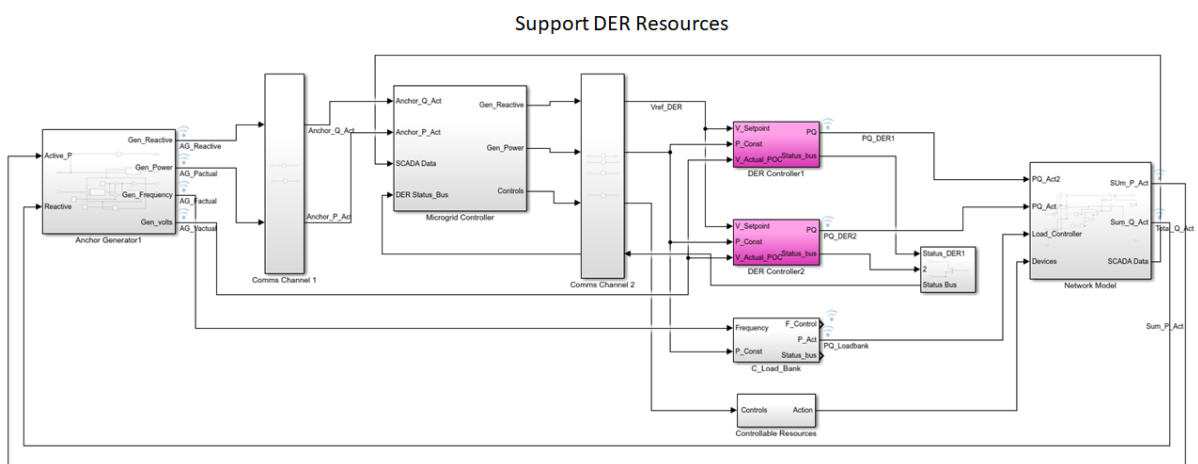 Support DER Resources
Active_P
Reactive
Gen_Reactive
Gen_Power
Gen_Frequency
Gen_volts
Anchor Generator1
AG_Reactive
AG_Pactual
AG_Factual
AG_Vactual
Comms Channel 1
Anchor_Q_Act
Anchor_P_Act
Anchor_Q_Act
Anchor_P_Act
SCADA Data
DER Status_Bus
Gen_Reactive
Gen_Power
Controls
Microgrid Controller
Comms Channel 2
Vref_DER
V_Setpoint
P_Const
V_Actual_POC
PQ
Status_bus
DER Controller1
PQ_DER1
V_Setpoint
P_Const
V_Actual_POC
PQ
Status_bus
DER Controller2
PQ_DER2
Status_DER1
2
Status Bus
Frequency
P_Const
F_Control
P_Act
Status_bus
C_Load_Bank
PQ_Loadbank
Controls
Action
Controllable Resources
PQ_Act2
PQ_Act
Load_Controller
Devices
SUm_P_Act
Sum_Q_Act
SCADA Data
Network Model
Total_Q_Act
Sum_P_Act